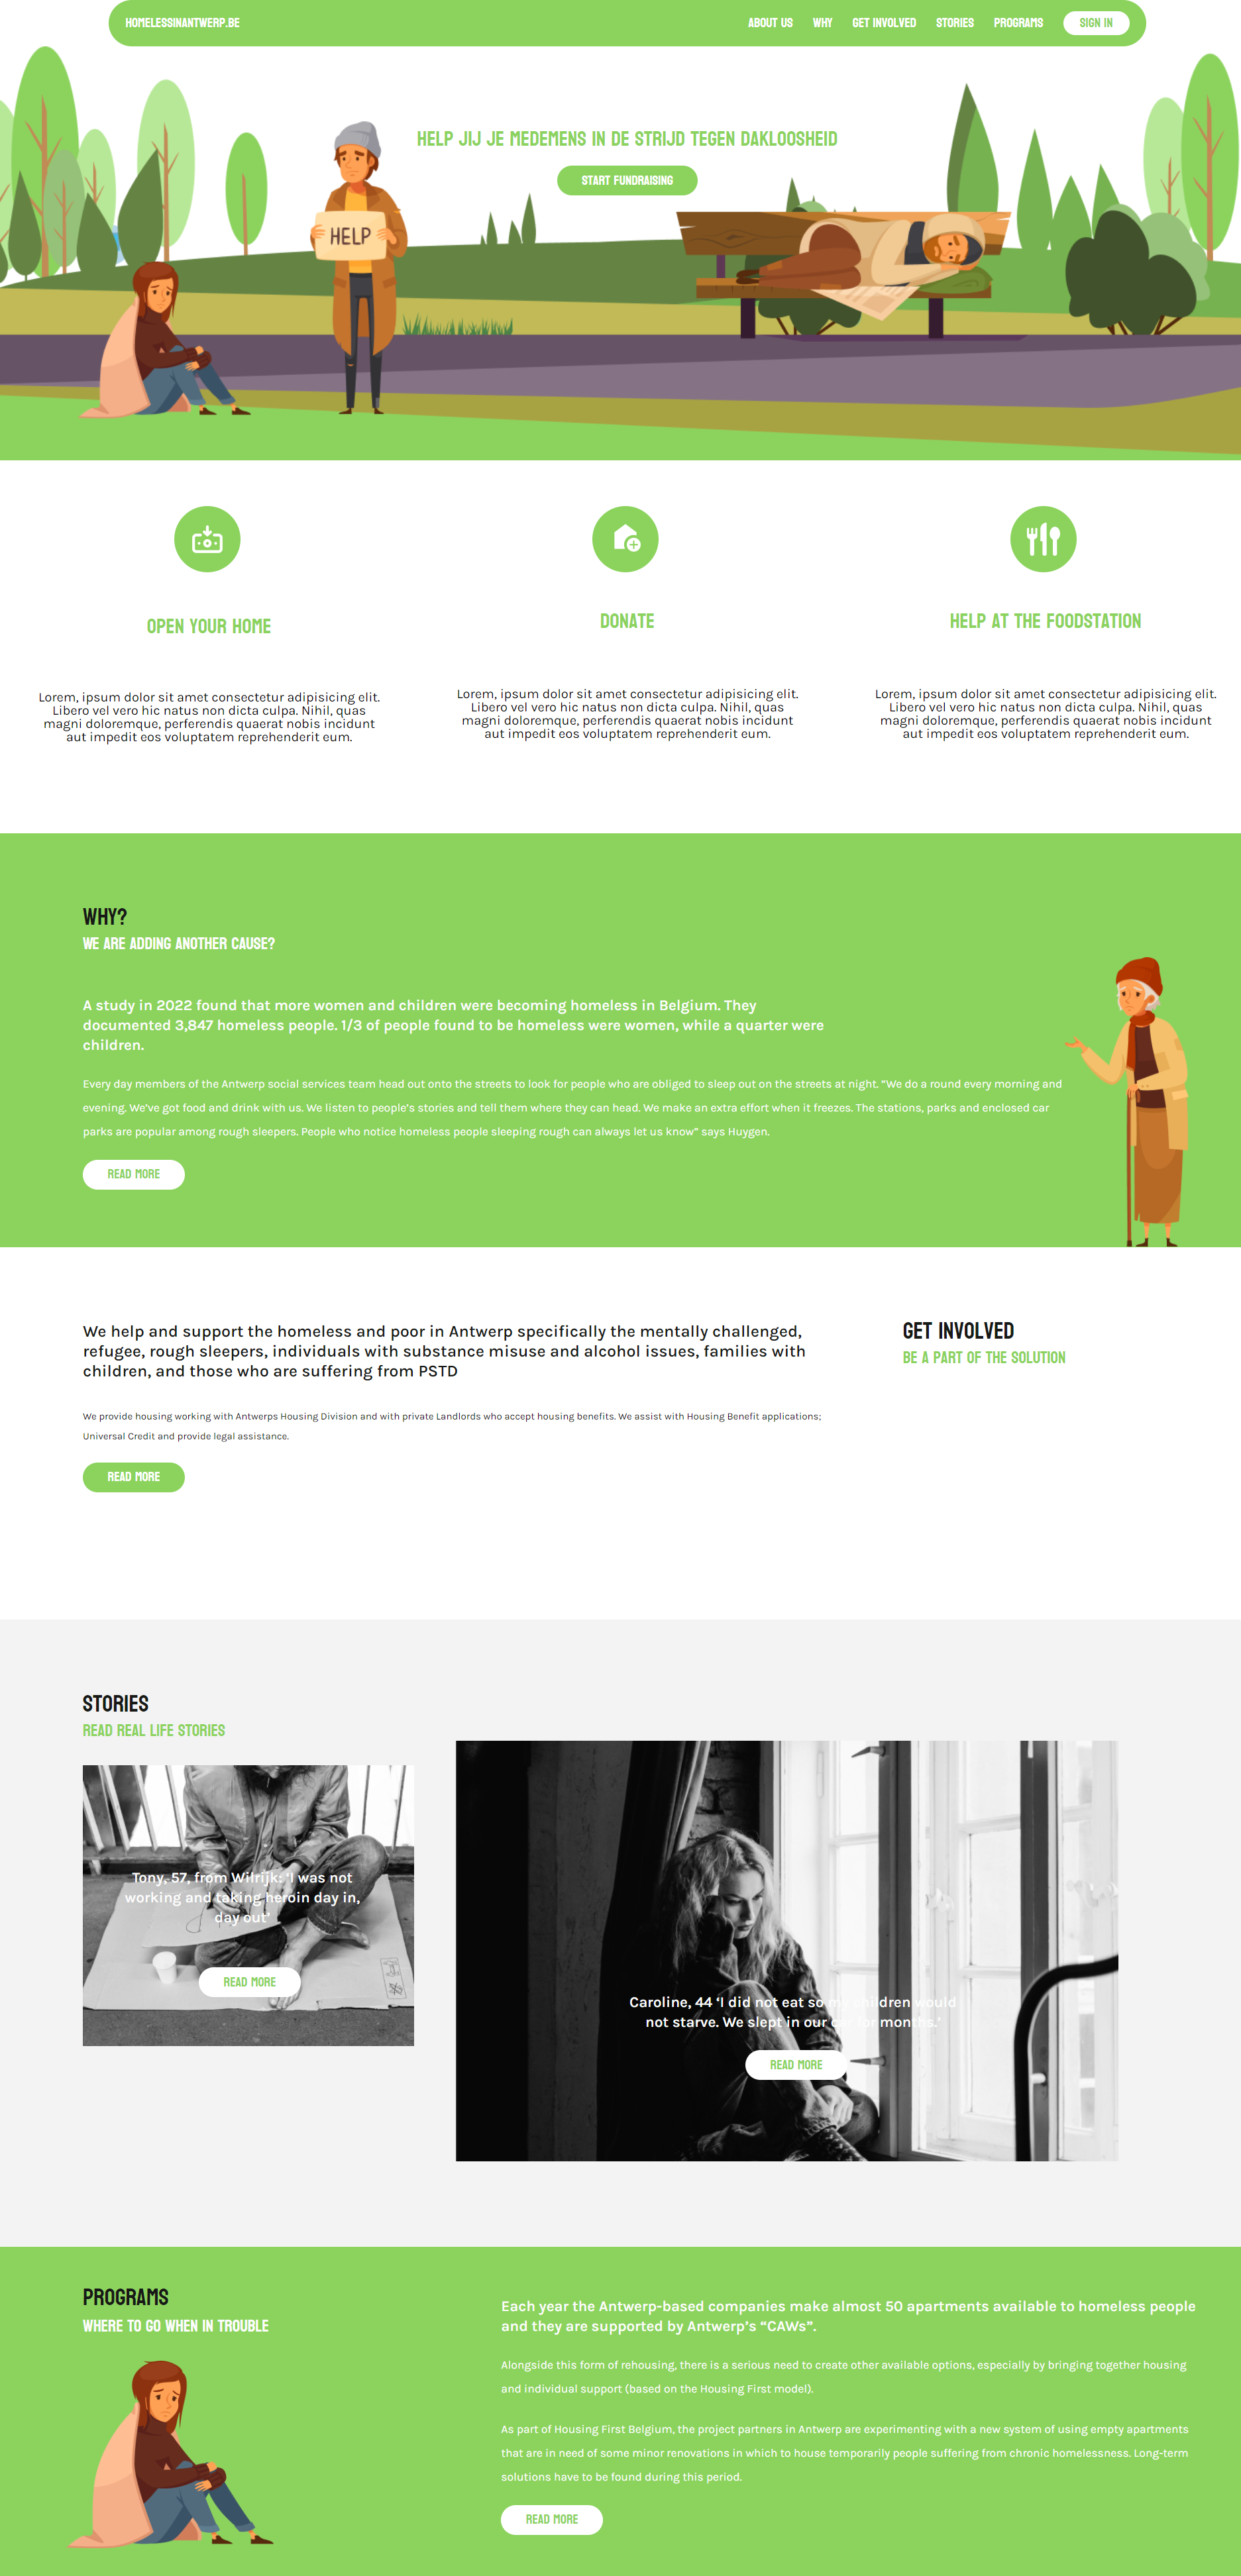 HOMELESSINANTWERP.BE
ABOUT US
WHY
GET INVOLVED
STORIES
PROGRAMS
SIGN IN
HELP JIJ JE MEDEMENS IN DE STRIJD TEGEN DAKLOOSHEID
START FUNDRAISING
HELP
OPEN YOUR HOME
Lorem, ipsum dolor sit amet consectetur adipisicing elit.
Libero vel vero hic natus non dicta culpa. Nihil, quas
magni doloremque, perferendis quaerat nobis incidunt
aut impedit eos voluptatem reprehenderit eum.
DONATE
Lorem, ipsum dolor sit amet consectetur adipisicing elit.
Libero vel vero hic natus non dicta culpa. Nihil, quas
magni doloremque, perferendis quaerat nobis incidunt
aut impedit eos voluptatem reprehenderit eum.
HELP AT THE FOODSTATION
Lorem, ipsum dolor sit amet consectetur adipisicing elit.
Libero vel vero hic natus non dicta culpa. Nihil, quas
magni doloremque, perferendis quaerat nobis incidunt
aut impedit eos voluptatem reprehenderit eum.
WHY?
WE ARE ADDING ANOTHER CAUSE?
A study in 2022 found that more women and children were becoming homeless in Belgium. They
documented 3,847 homeless people. 1/3 of people found to be homeless were women, while a quarter were
children.
Every day members of the Antwerp social services team head out onto the streets to look for people who are obliged to sleep out on the streets at night. “We do a round every morning and
evening. We’ve got food and drink with us. We listen to people’s stories and tell them where they can head. We make an extra effort when it freezes. The stations, parks and enclosed car
parks are popular among rough sleepers. People who notice homeless people sleeping rough can always let us know” says Huygen.
READ MORE
We help and support the homeless and poor in Antwerp specifically the mentally challenged,
refugee, rough sleepers, individuals with substance misuse and alcohol issues, families with
children, and those who are suffering from PSTD
We provide housing working with Antwerps Housing Division and with private Landlords who accept housing benefits. We assist with Housing Benefit applications;
Universal Credit and provide legal assistance.
READ MORE
GET INVOLVED
BE A PART OF THE SOLUTION
STORIES
READ REAL LIFE STORIES
Tony, 57, from Wilrijk: ‘I was not
working and taking heroin day in,
day out’
READ MORE
Caroline, 44 ‘I did not eat so my children would
not starve. We slept in our car for months.’
READ MORE
PROGRAMS
WHERE TO GO WHEN IN TROUBLE
Each year the Antwerp-based companies make almost 50 apartments available to homeless people
and they are supported by Antwerp’s “CAWs”.
Alongside this form of rehousing, there is a serious need to create other available options, especially by bringing together housing
and individual support (based on the Housing First model).
As part of Housing First Belgium, the project partners in Antwerp are experimenting with a new system of using empty apartments
that are in need of some minor renovations in which to house temporarily people suffering from chronic homelessness. Long-term
solutions have to be found during this period.
READ MORE